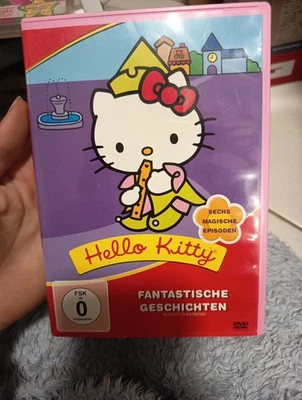 SECHS
MAGISCHE
EPISODEN
Hello Kitty
FSK
0
FANTASTISCHE
GESCHICHTEN
DVD